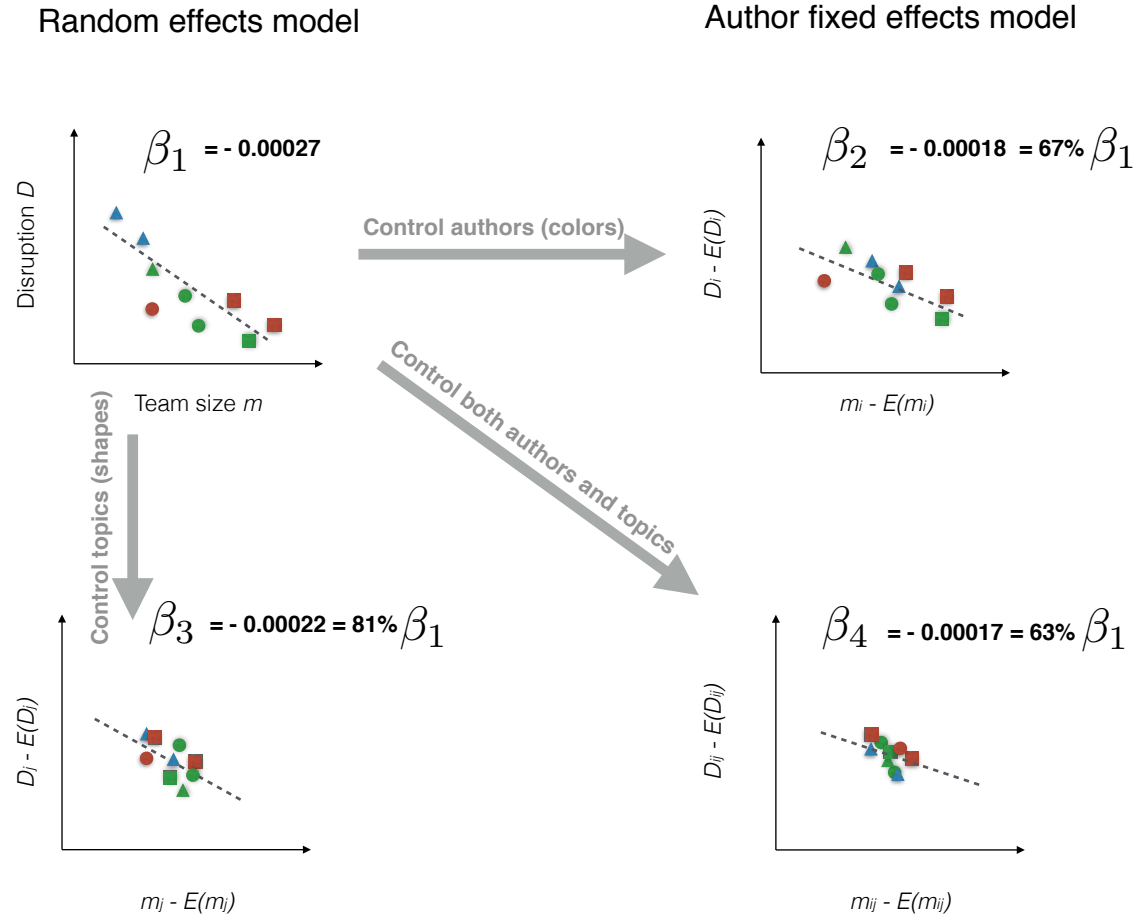 Random effects model
Author fixed effects model
β1 = - 0.00027
Disruption D
Team size m
Control authors (colors)
β2 = - 0.00018 = 67% β1
Di - E(Di)
mi - E(mi)
Control topics (shapes)
Control both authors and topics
β3 = - 0.00022 = 81% β1
Dj - E(Dj)
mj - E(mj)
β4 = - 0.00017 = 63% β1
Dij - E(Dij)
mij - E(mij)